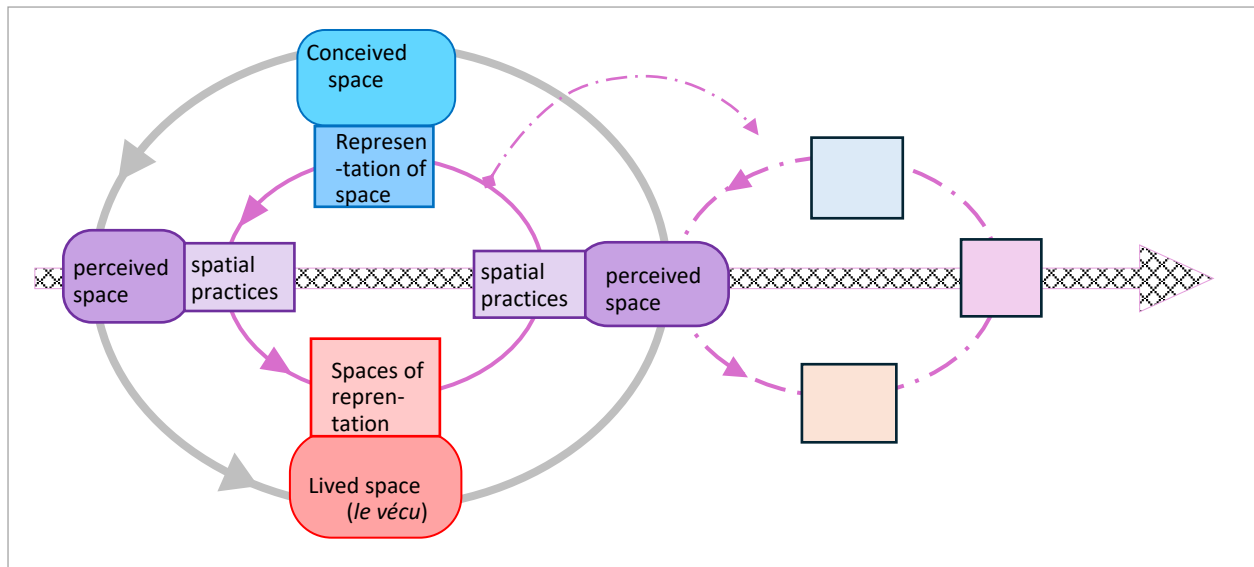 Conceived
space
Represen
-tation of
space
perceived
space
spatial
practices
spatial
practices
perceived
space
Spaces of
repren-
tation
Lived space
(le vécu)